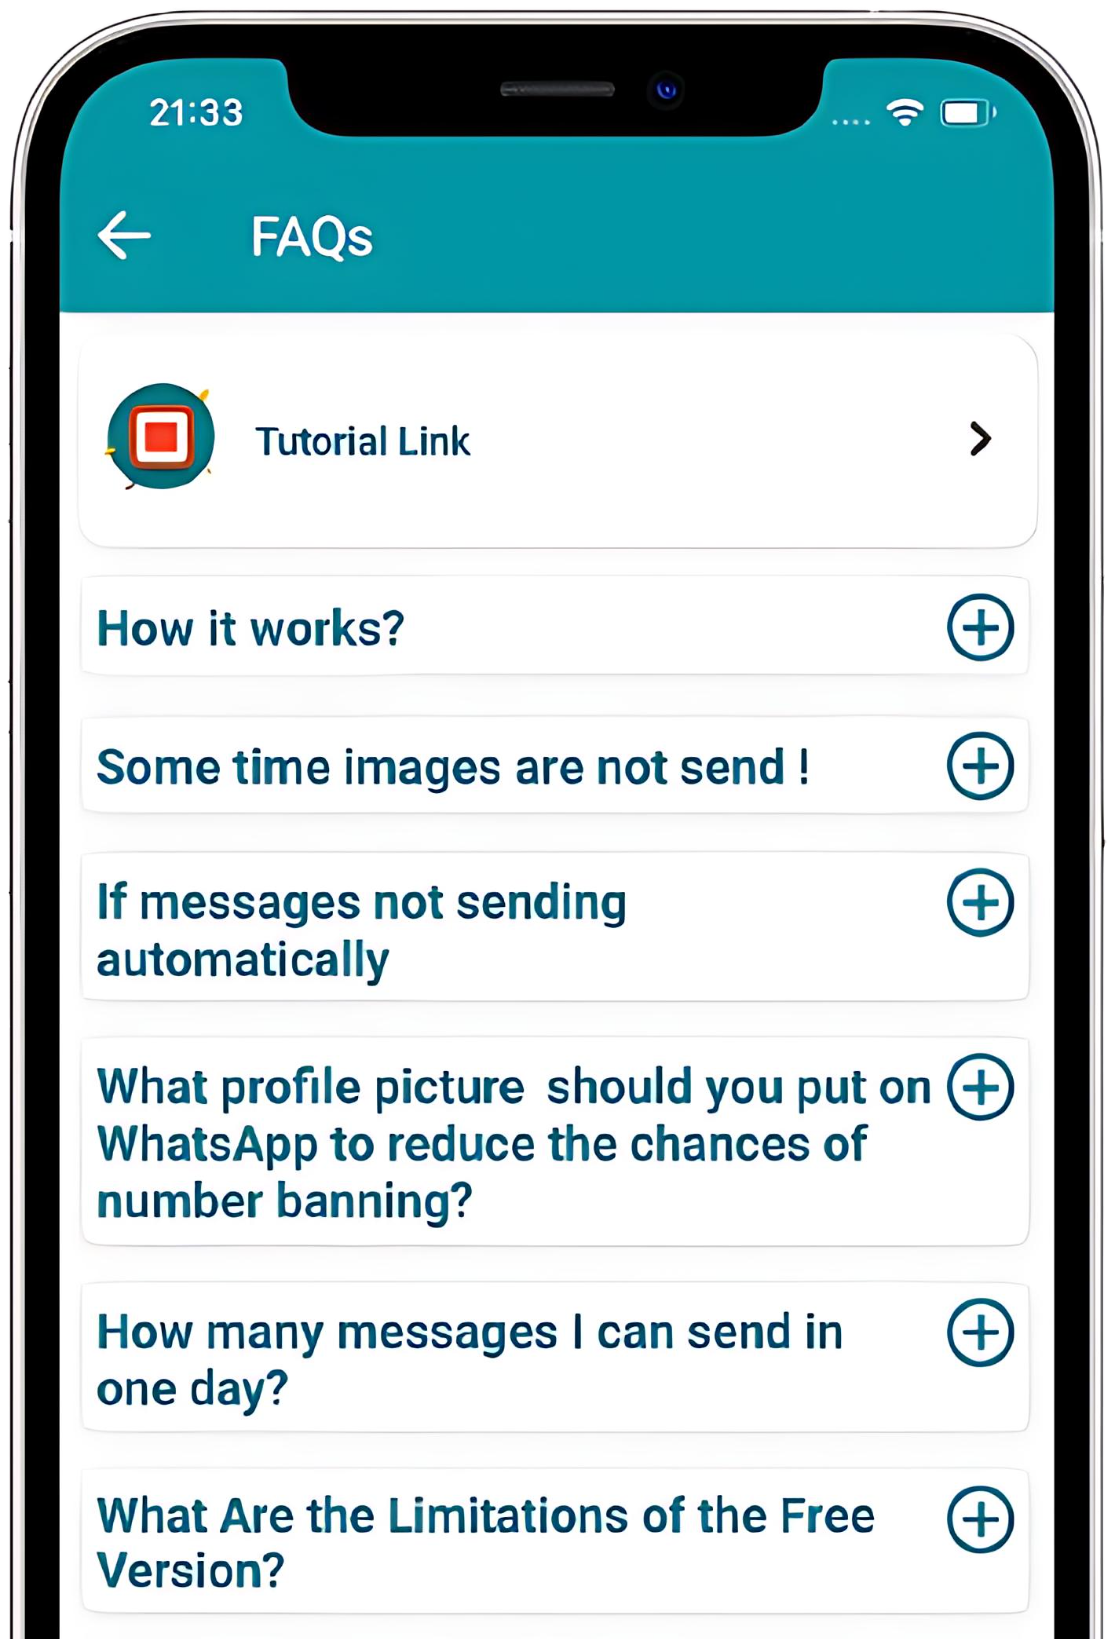 21:33
FAQs
Tutorial Link
How it works?
Some time images are not send !
If messages not sending
automatically
What profile picture  should you put on
WhatsApp to reduce the chances of
number banning?
How many messages I can send in
one day?
What Are the Limitations of the Free
Version?